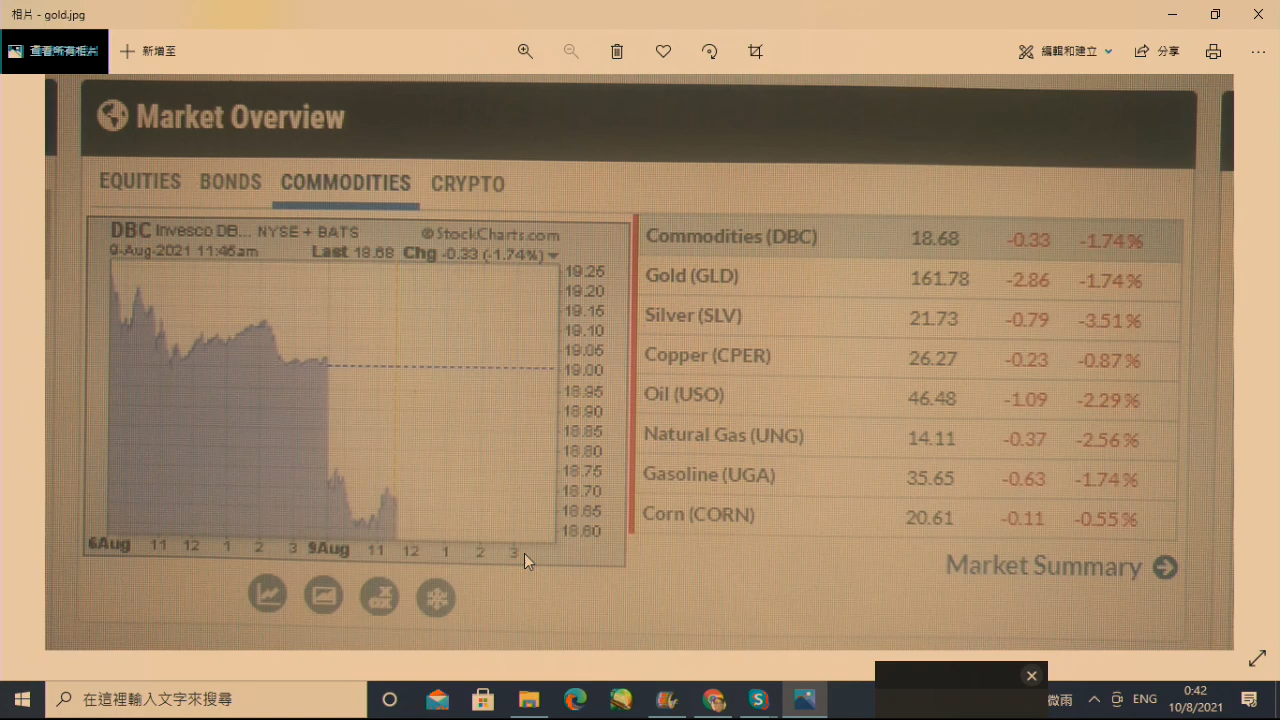 相片 - gold.jpg
查看所有相片
新增至
編輯和建立
分享
Market Overview
EQUITIES BONDS COMMODITIES CRYPTO
DBC Invesco DB... NYSE + BATS ©StockCharts.com
9-Aug-2021 11:46am Last 18.68 Chg -0.33 (-1.74%)
19.25
19.20
19.15
19.10
19.05
19.00
18.95
18.90
18.85
18.80
18.75
18.70
18.65
18.60
6Aug 11 12 1 2 3 9Aug 11 12 1 2 3
Commodities (DBC) 18.68 -0.33 -1.74%
Gold (GLD) 161.78 -2.86 -1.74%
Silver (SLV) 21.73 -0.79 -3.51%
Copper (CPER) 26.27 -0.23 -0.87%
Oil (USO) 46.48 -1.09 -2.29%
Natural Gas (UNG) 14.11 -0.37 -2.56%
Gasoline (UGA) 35.65 -0.63 -1.74%
Corn (CORN) 20.61 -0.11 -0.55%
Market Summary
在這裡輸入文字來搜尋
微雨
ENG
0:42
10/8/2021